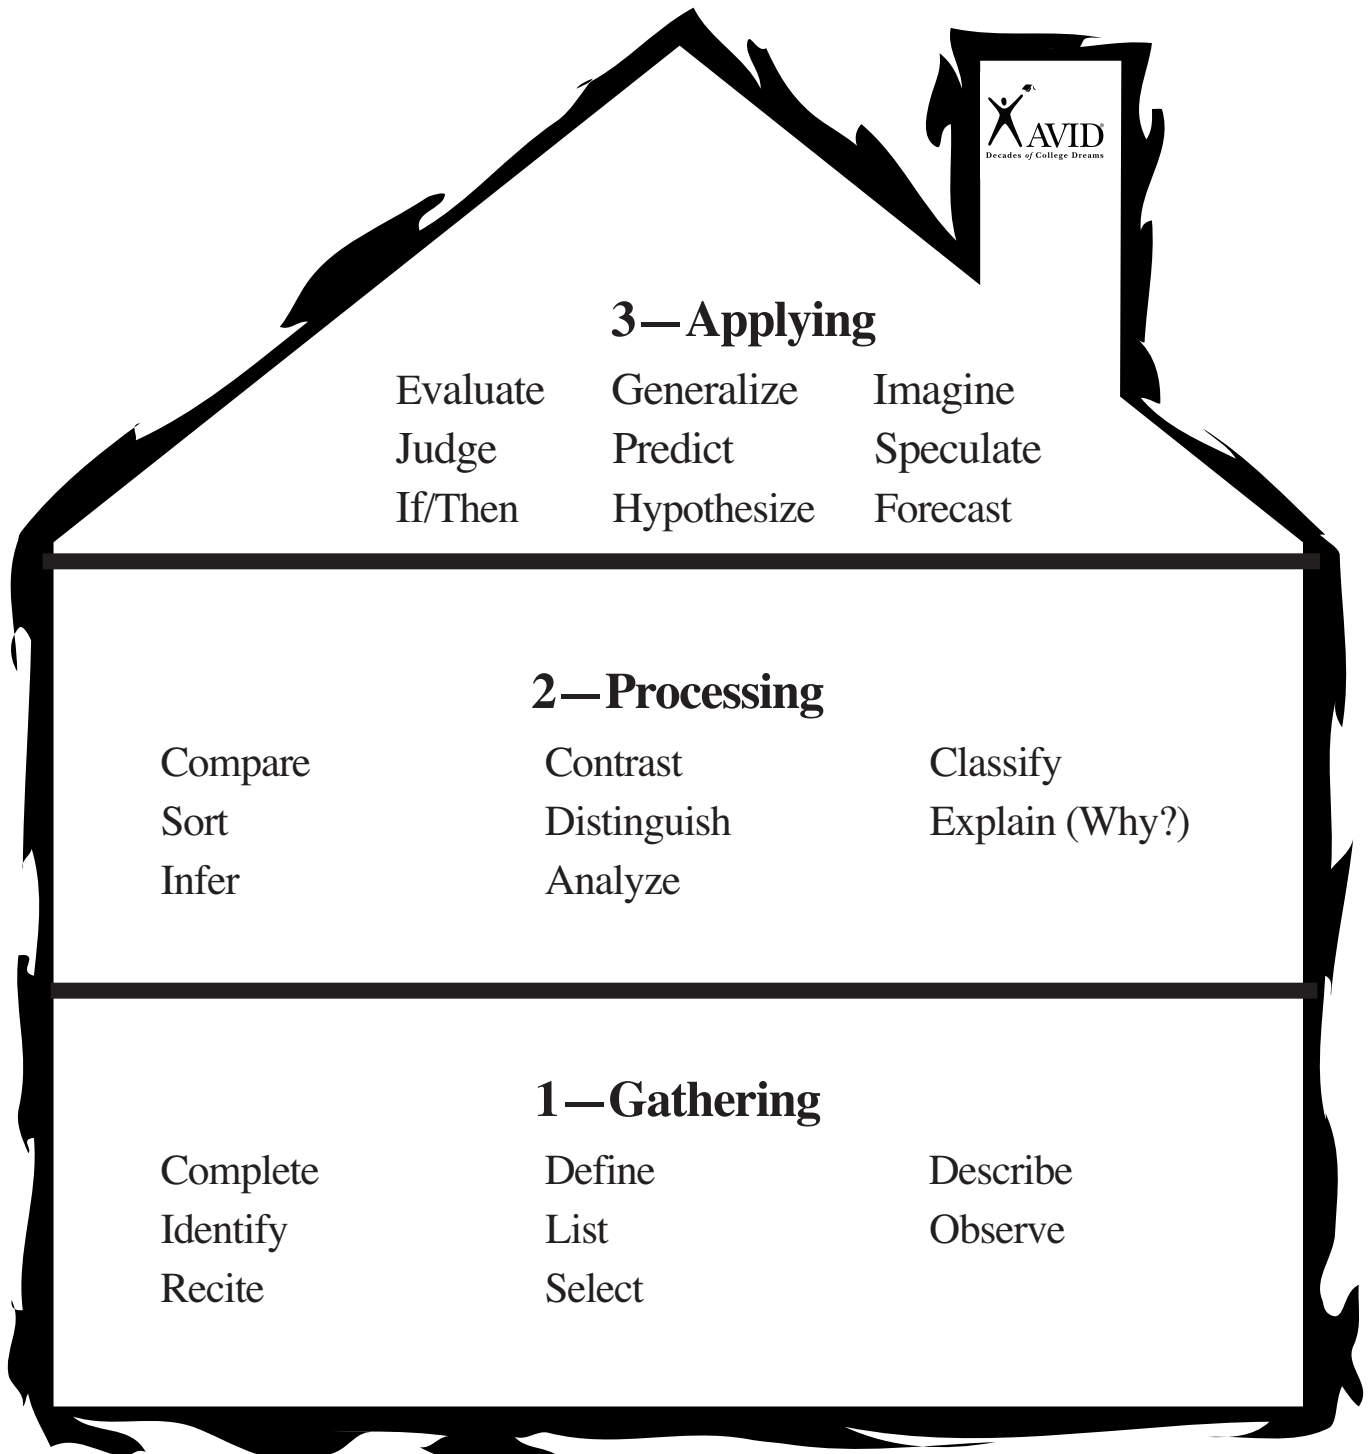 AVID®
Decades of College Dreams
3—Applying
Evaluate Generalize Imagine
Judge Predict Speculate
If/Then Hypothesize Forecast
2—Processing
Compare Contrast Classify
Sort Distinguish Explain (Why?)
Infer Analyze
1—Gathering
Complete Define Describe
Identify List Observe
Recite Select